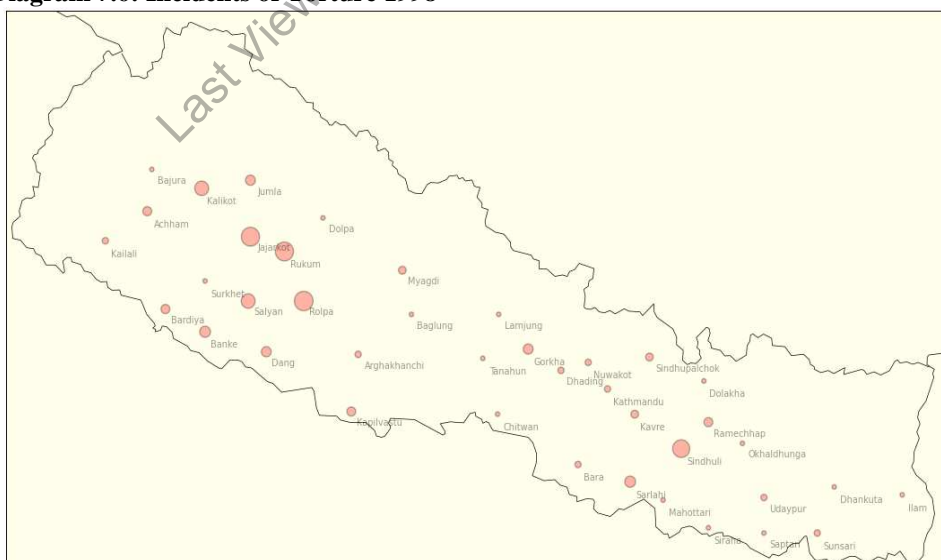 Diagram 7.6: Incidents of Torture 1998
Last View
Bajura
Kalikot
Jumla
Achham
Dolpa
Kailali
Jajarkot
Rukum
Myagdi
Surkhet
Salyan
Rolpa
Bardiya
Baglung
Lamjung
Banke
Dang
Arghakhanchi
Gorkha
Tanahun
Dhading
Nuwakot
Sindhupalchok
Dolakha
Kathmandu
Kapilvastu
Chitwan
Kavre
Ramechhap
Okhaldhunga
Sindhuli
Bara
Sarlahi
Mahottari
Udaypur
Dhankuta
Ilam
Siraha
Saptari
Sunsari